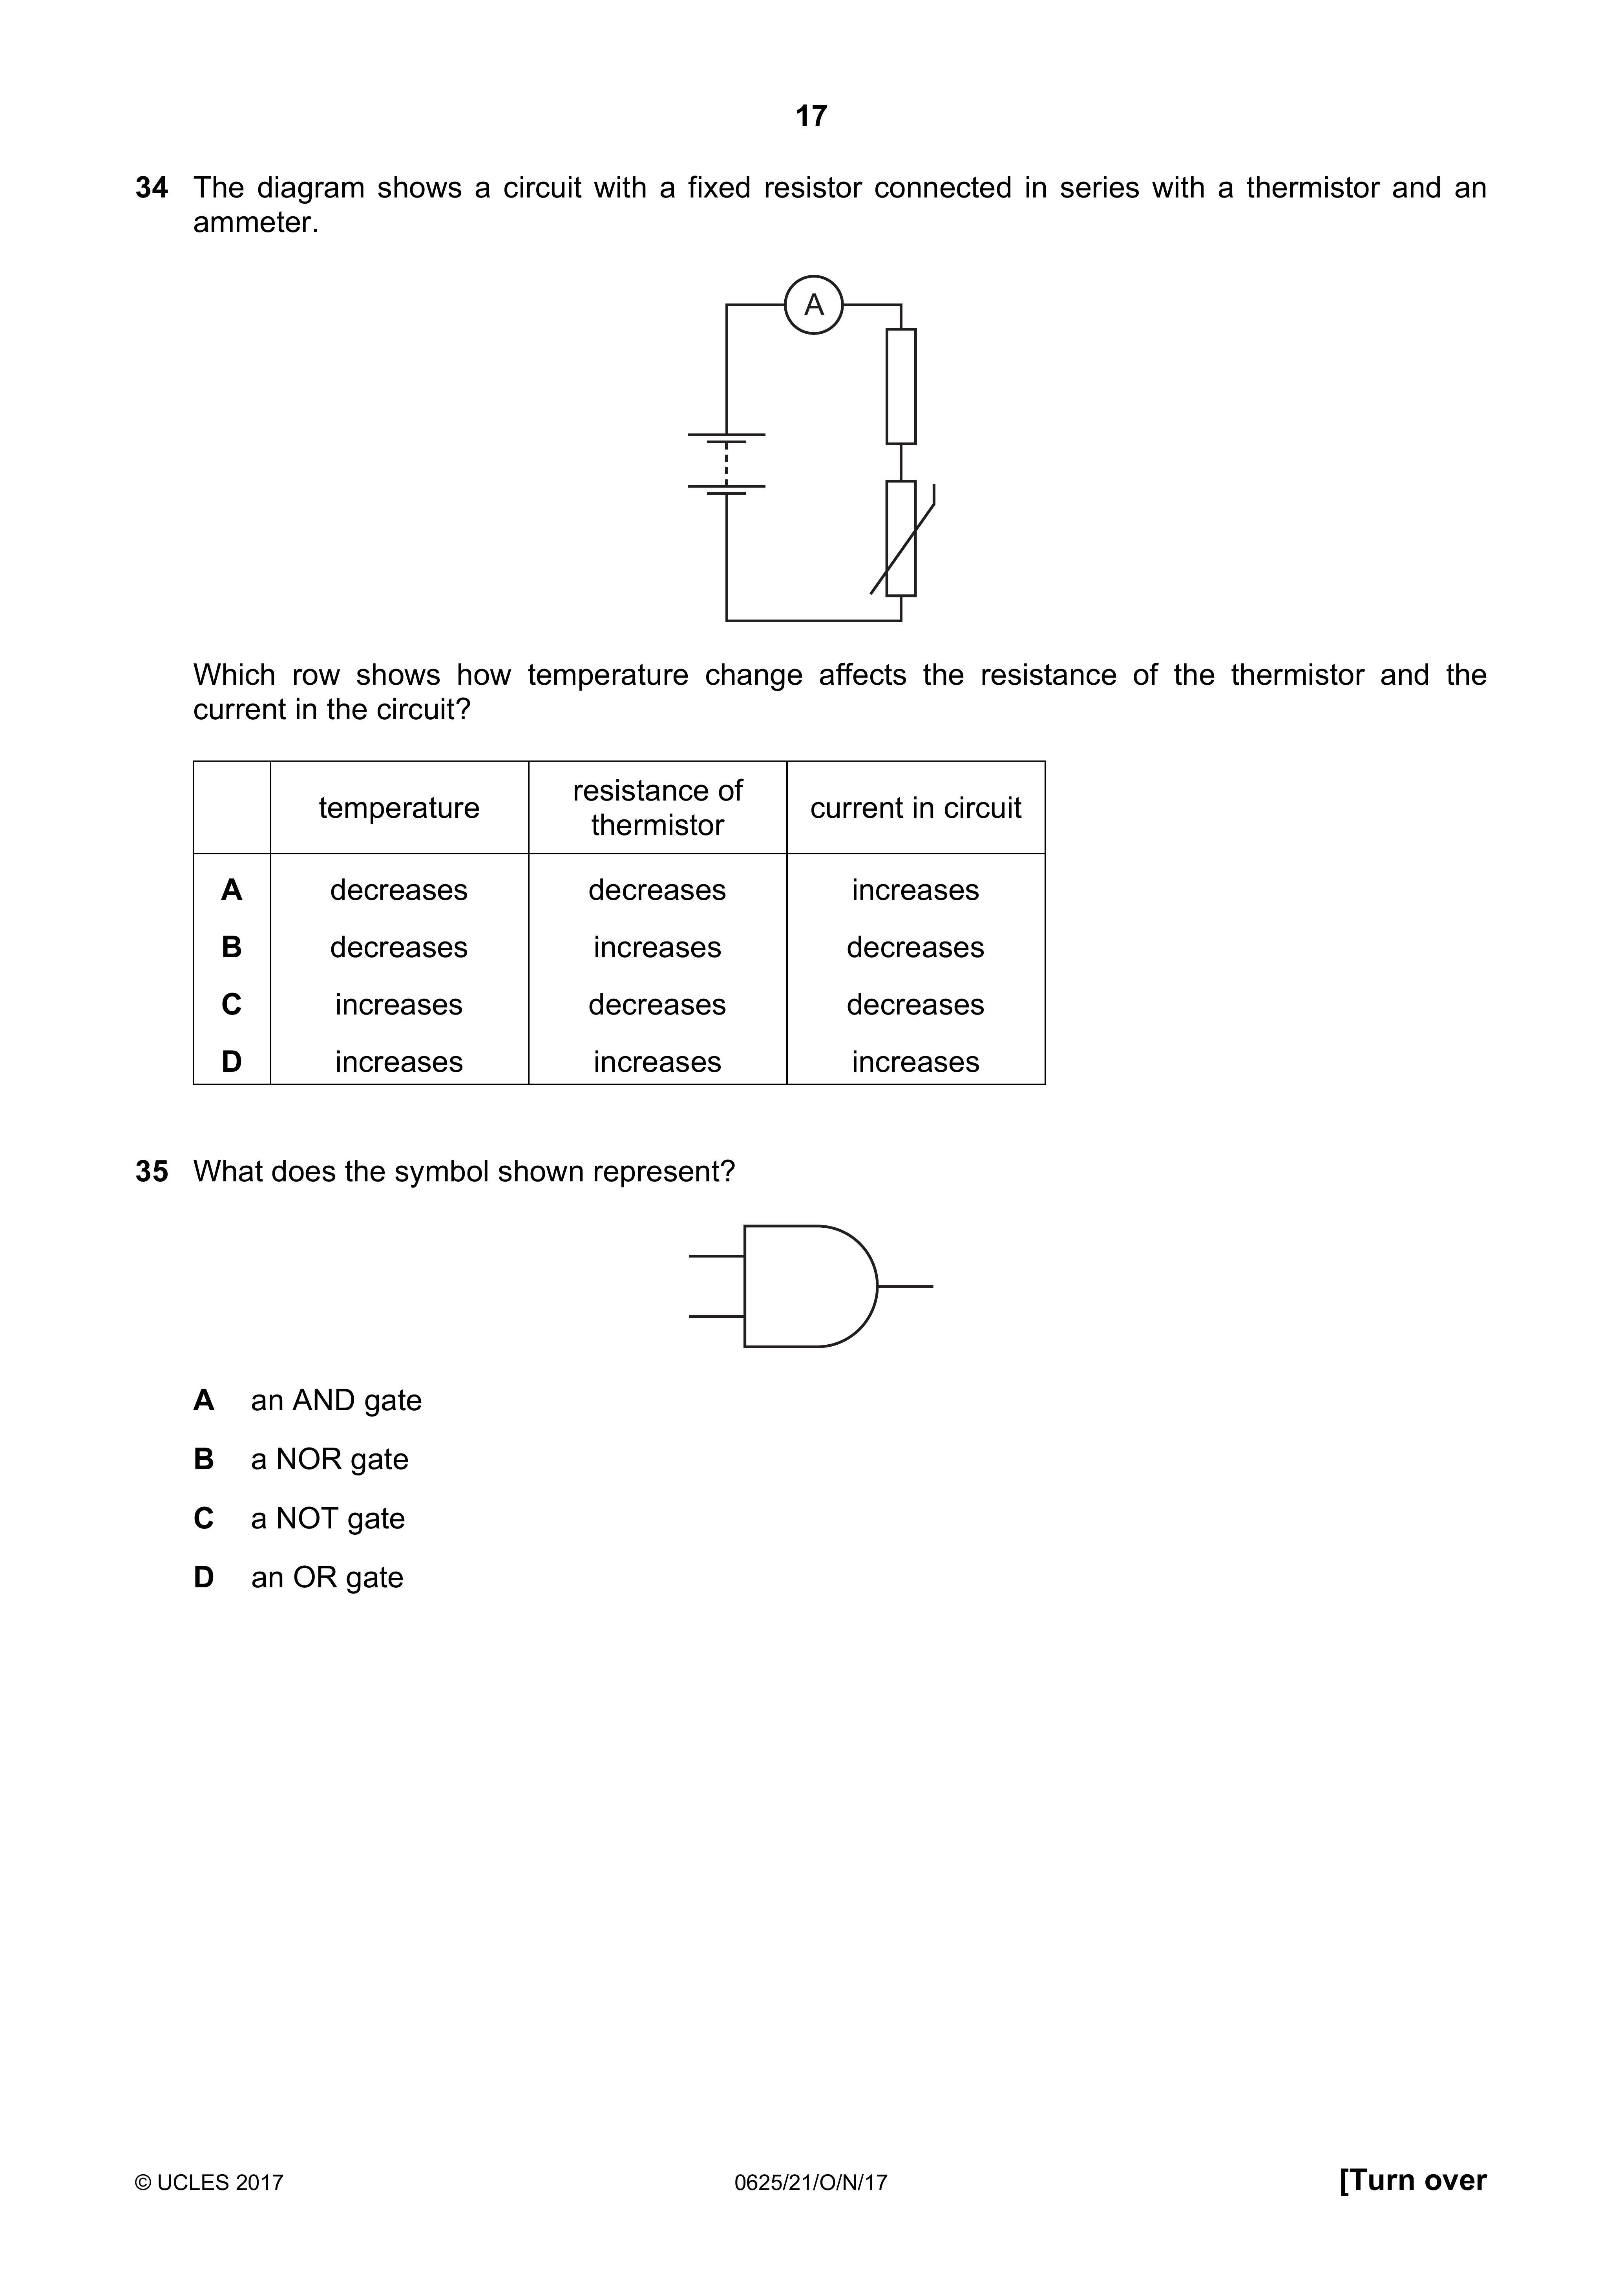 17
34 The diagram shows a circuit with a fixed resistor connected in series with a thermistor and an
ammeter.
A
Which row shows how temperature change affects the resistance of the thermistor and the
current in the circuit?
temperature resistance of thermistor current in circuit
A decreases decreases increases
B decreases increases decreases
C increases decreases decreases
D increases increases increases
35 What does the symbol shown represent?
A an AND gate
B a NOR gate
C a NOT gate
D an OR gate
© UCLES 2017 0625/21/O/N/17 [Turn over